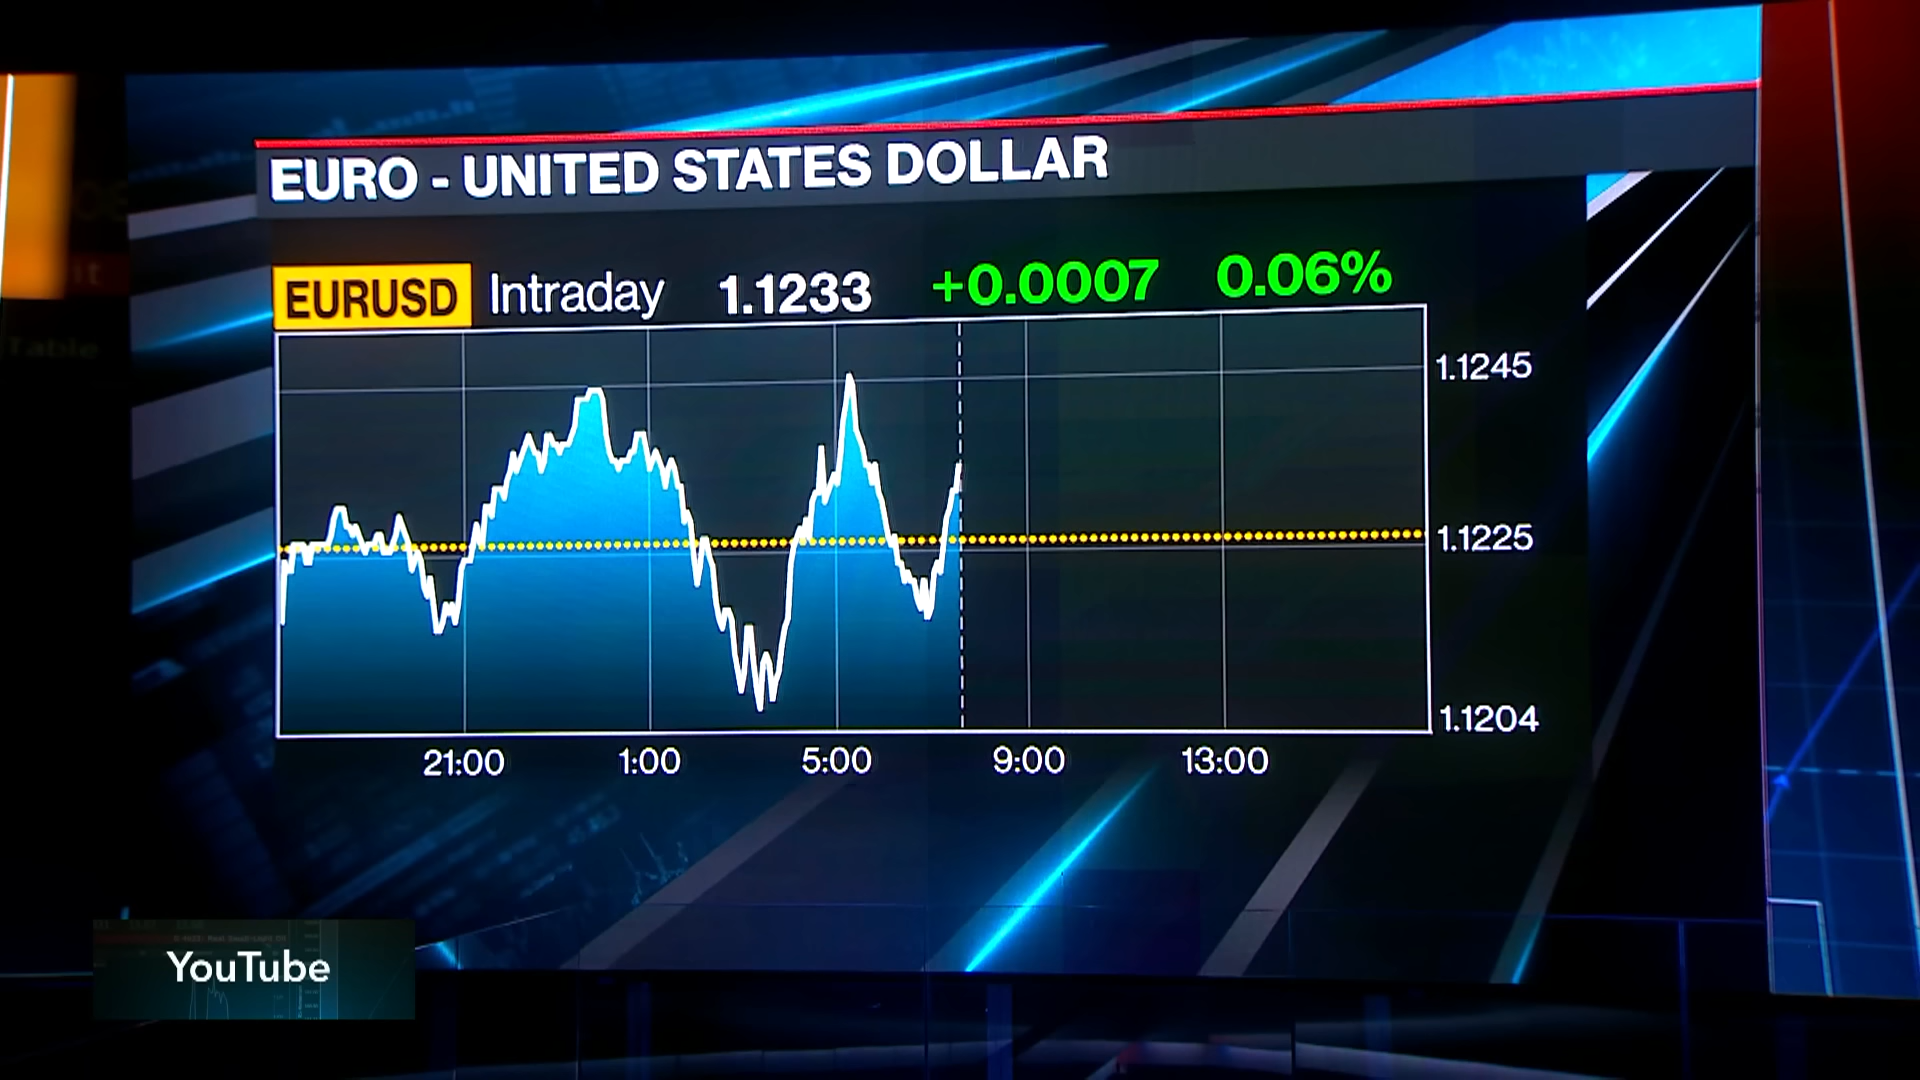 EURO - UNITED STATES DOLLAR
EURUSD Intraday 1.1233 +0.0007 0.06%
1.1245
1.1225
1.1204
21:00 1:00 5:00 9:00 13:00
Table
YouTube